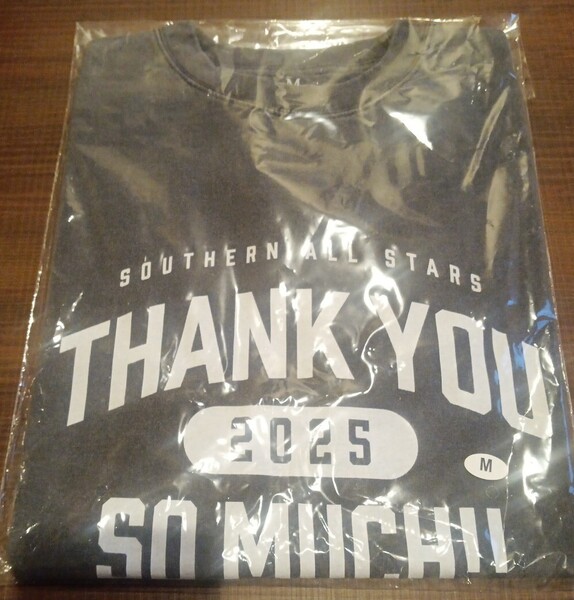 M
SOUTHERN ALL STARS
THANK YOU
2025
M
SO MUCH!!